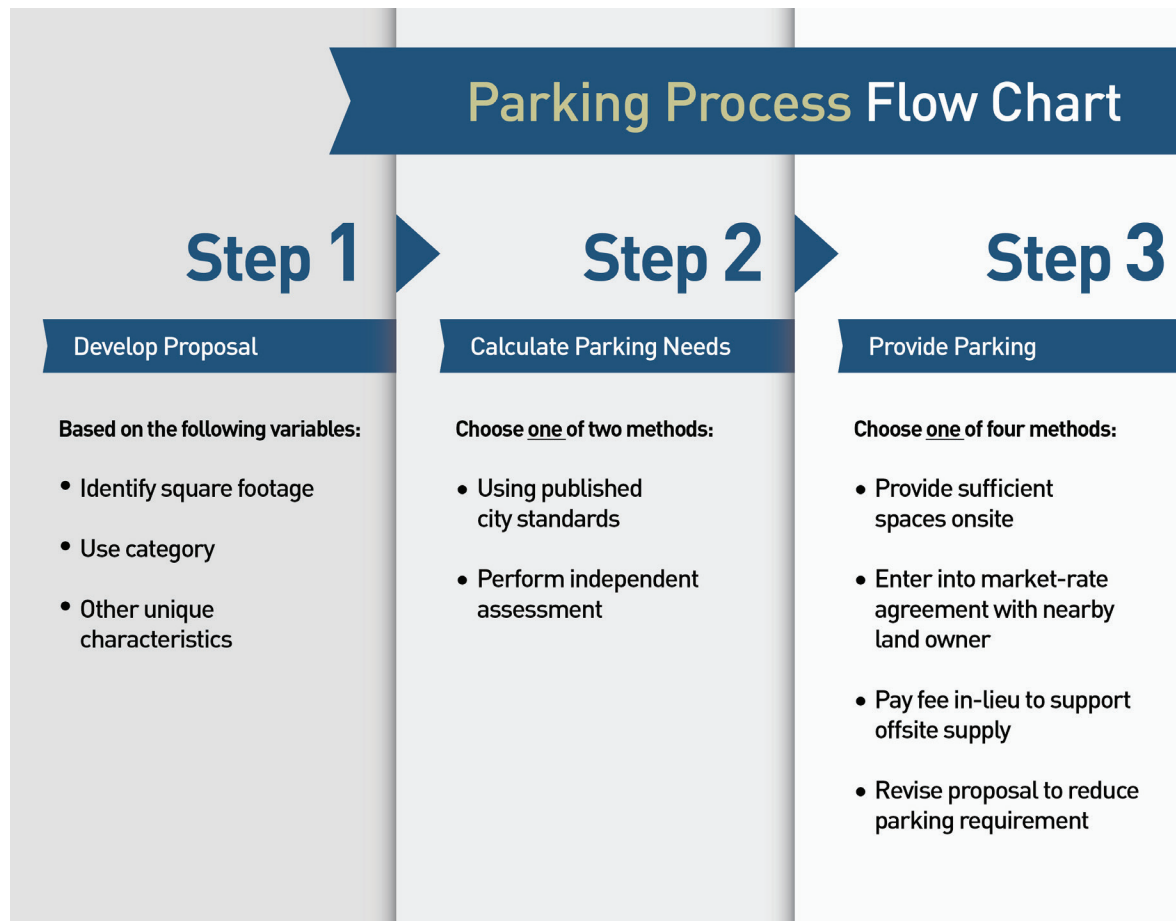 Parking Process Flow Chart
Step 1
Develop Proposal
Based on the following variables:
• Identify square footage
• Use category
• Other unique
characteristics
Step 2
Calculate Parking Needs
Choose one of two methods:
• Using published
city standards
• Perform independent
assessment
Step 3
Provide Parking
Choose one of four methods:
• Provide sufficient
spaces onsite
• Enter into market-rate
agreement with nearby
land owner
• Pay fee in-lieu to support
offsite supply
• Revise proposal to reduce
parking requirement